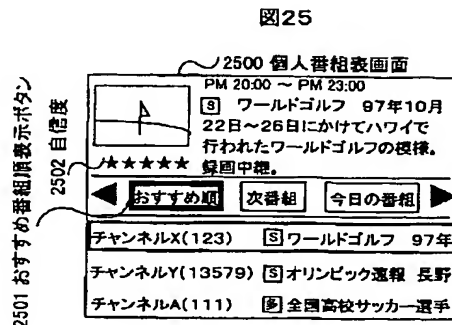 図25
2500 個人番組表画面
PM 20:00 ～ PM 23:00
S ワールドゴルフ 97年10月
22日～26日にかけてハワイで
行われたワールドゴルフの模様。
録画中継。
★★★★★
2502 自信度
2501 おすすめ番組順表示ボタン
◀ おすすめ順 次番組 今日の番組 ▶
チャンネルX(123) S ワールドゴルフ 97年
チャンネルY(13579) S オリンピック速報 長野
チャンネルA(111) 多 全国高校サッカー選手